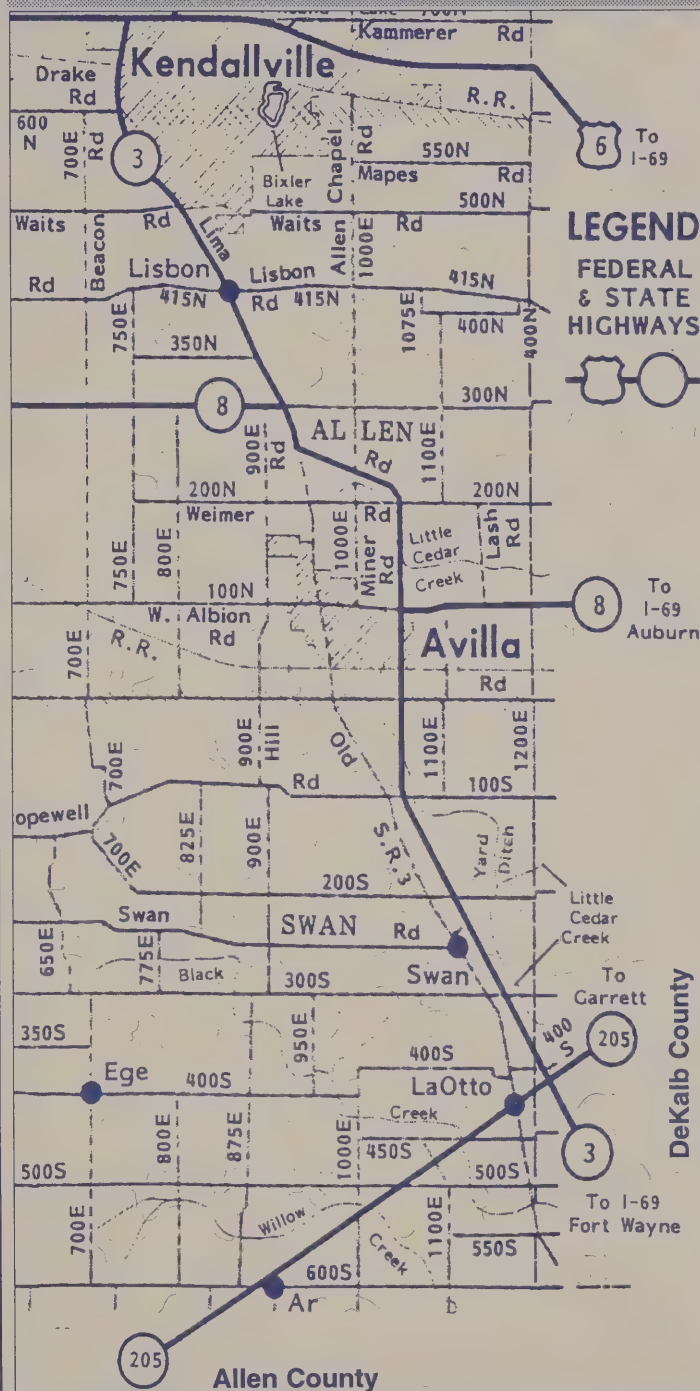 700N
Kammerer Rd
Kendallville
Drake Rd
R.R.
600 N
700E
Rd
3
6
To I-69
550N
Chapel Rd
Mapes Rd
Bixler Lake
500N
Waits Rd
Lima
Waits Rd
LEGEND
FEDERAL
& STATE
HIGHWAYS
Beacon
Allen
1000E
Lisbon
Lisbon
Rd
415N
Rd
415N
415N
750E
350N
1075E
400N
400N
8
300N
900E
Rd
ALLEN
Rd
1100E
200N
200N
Weimer
Rd
1000E
Miner Rd
Little
Cedar
Creek
Lash Rd
750E
800E
100N
W. Albion
Rd
8
To
I-69
Auburn
R.R.
Avilla
700E
Rd
900E
Hill
Old
1100E
1200E
700E
Rd
100S
opewell
700E
825E
900E
S.R.3
Yard
Ditch
200S
Little
Cedar
Creek
Swan
SWAN
Rd
650E
775E
Black
Swan
300S
To
Garrett
350S
950E
400 S
205
Ege
400S
400S
LaOtto
DeKalb County
Creek
800E
875E
1000E
450S
3
500S
500S
To I-69
Fort Wayne
700E
Willow
Creek
1100E
550S
600S
Ar
205
Allen County